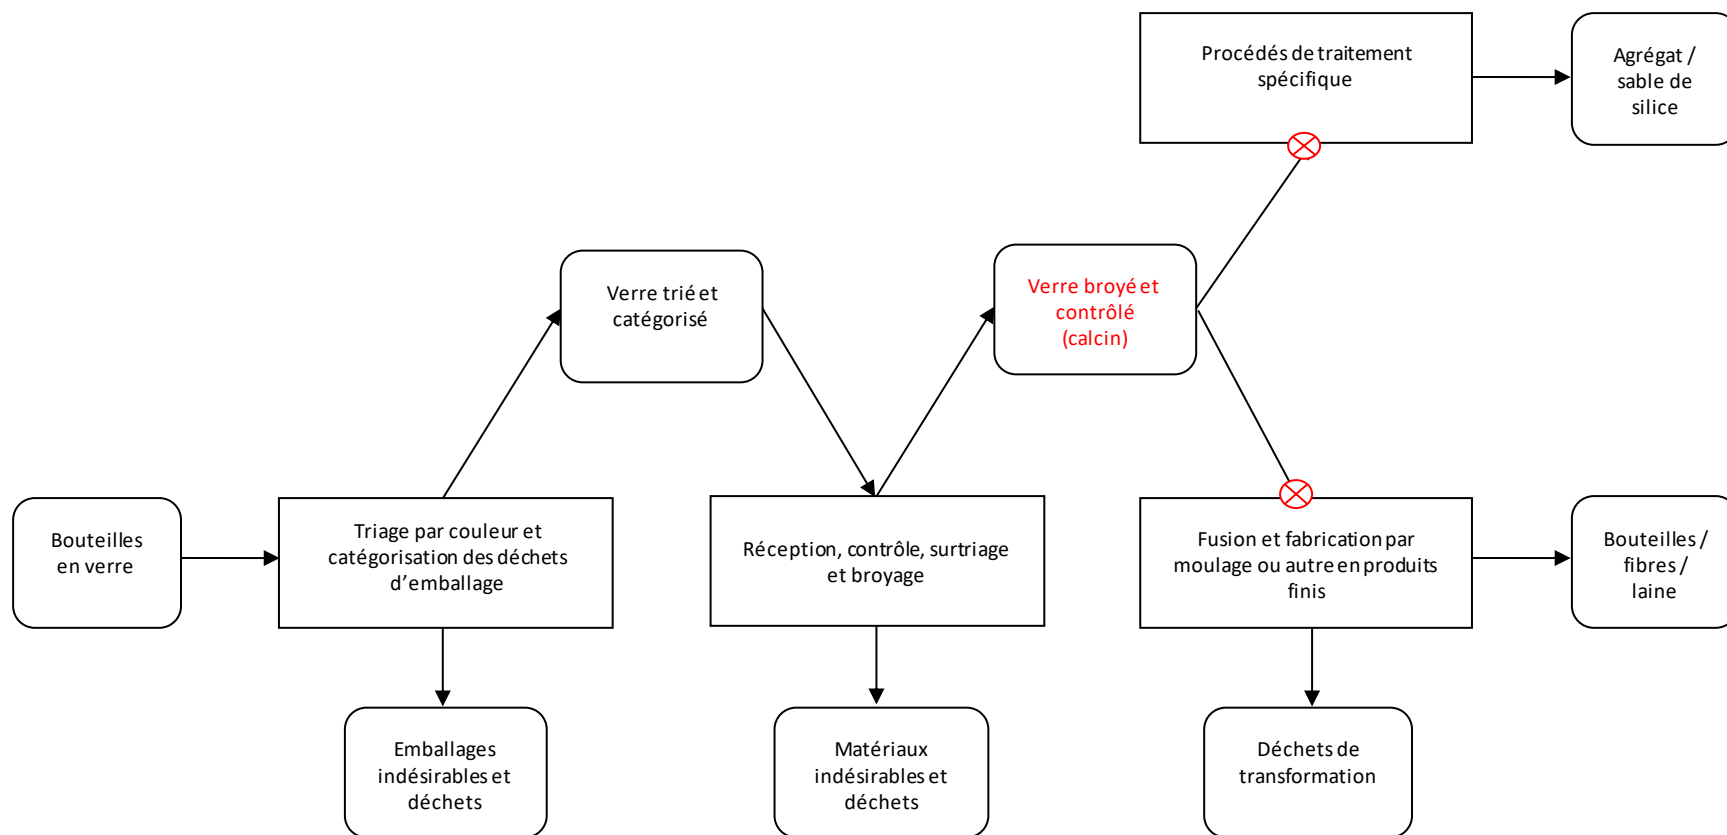 Procédés de traitement
spécifique
Agrégat /
sable de
silice
Verre trié et
catégorisé
Verre broyé et
contrôlé
(calcin)
Bouteilles
en verre
Triage par couleur et
catégorisation des déchets
d’emballage
Réception, contrôle, surtriage
et broyage
Fusion et fabrication par
moulage ou autre en produits
finis
Bouteilles /
fibres /
laine
Emballages
indésirables et
déchets
Matériaux
indésirables et
déchets
Déchets de
transformation